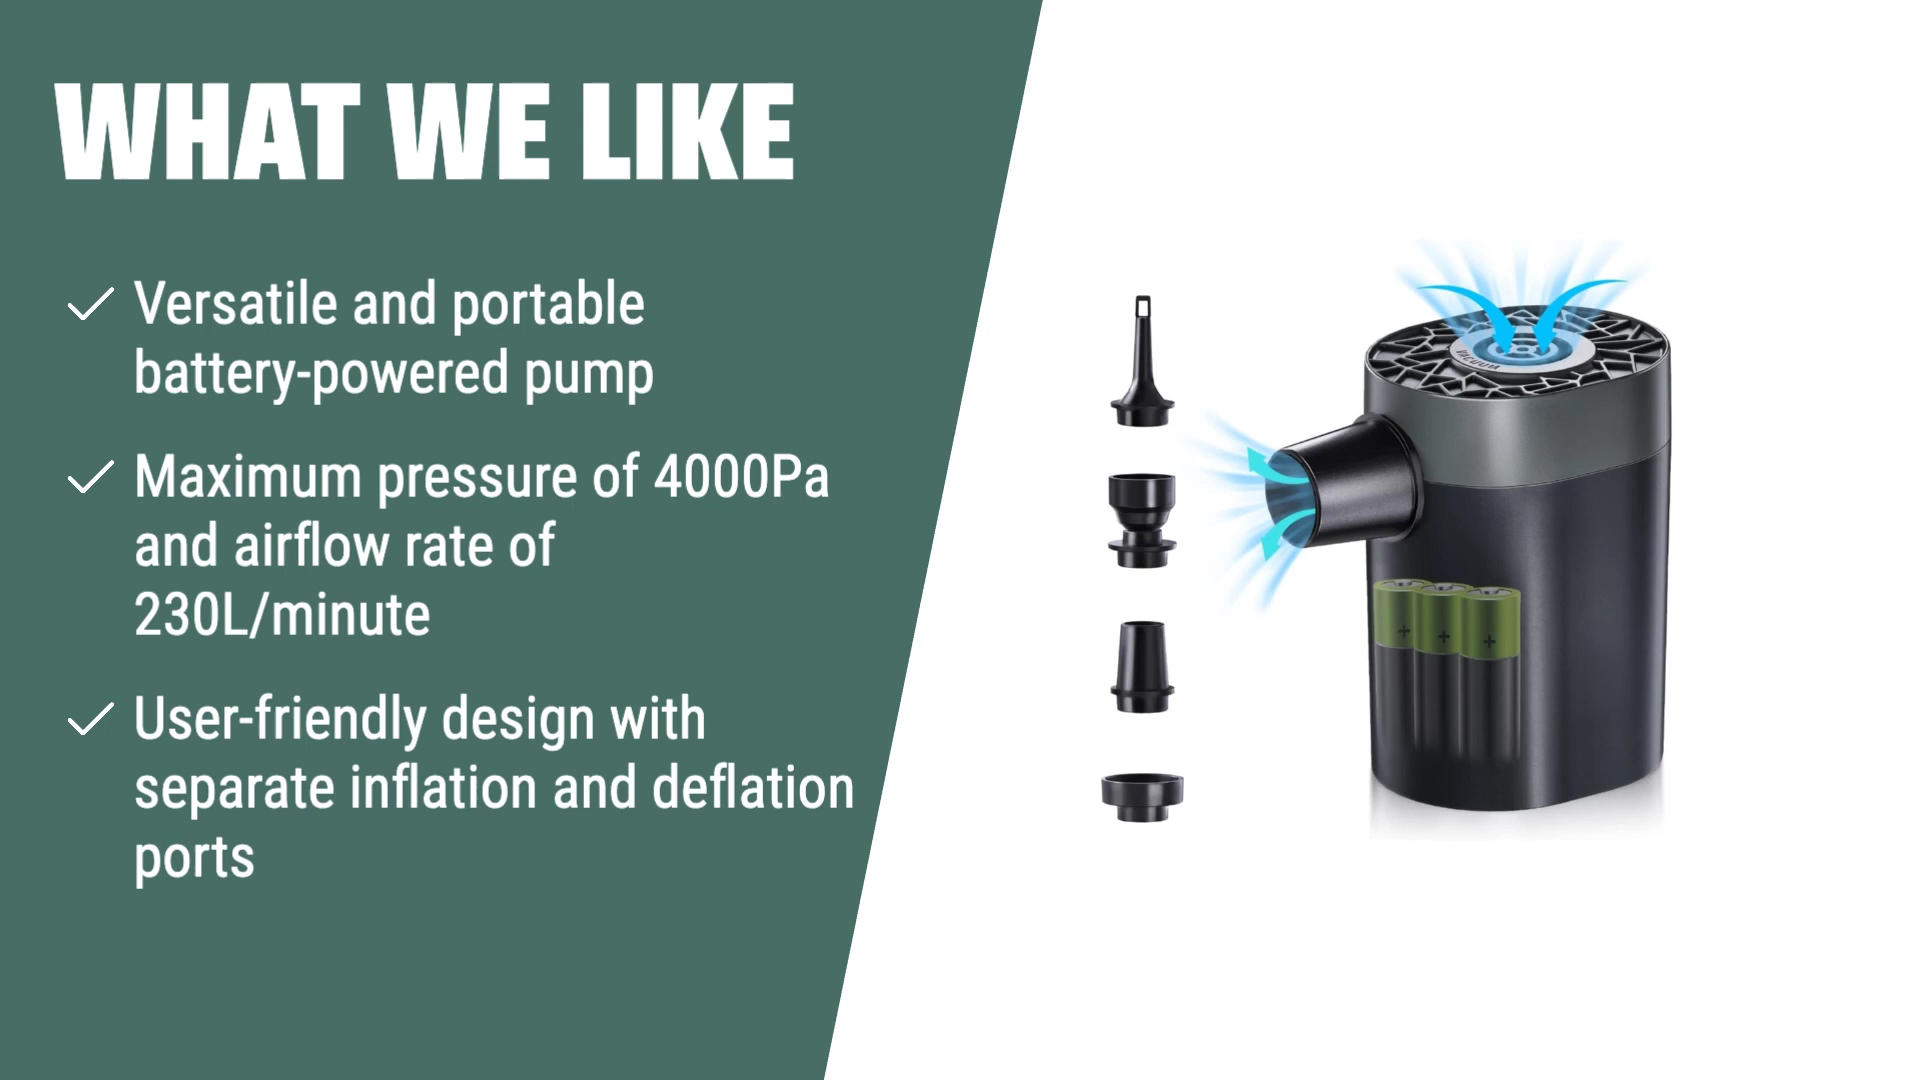 WHAT WE LIKE
Versatile and portable
battery-powered pump
Maximum pressure of 4000Pa
and airflow rate of
230L/minute
User-friendly design with
separate inflation and deflation
ports
VACUUM
+ + +